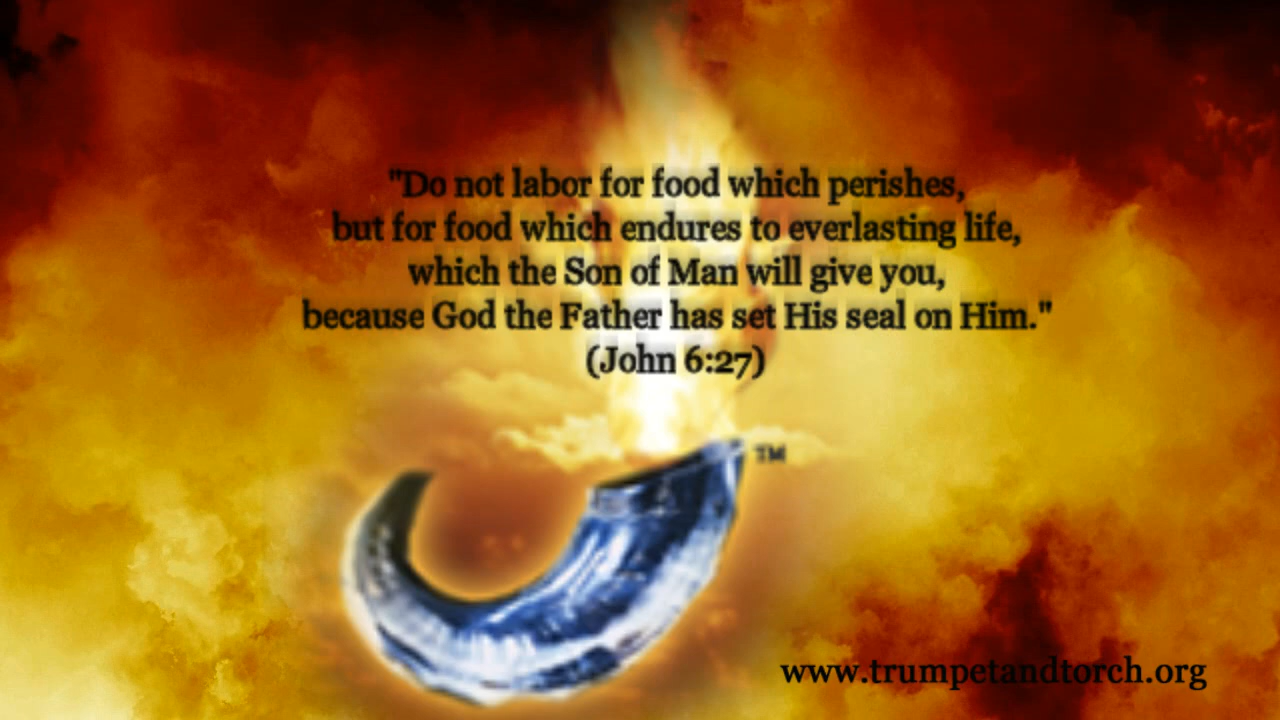 "Do not labor for food which perishes,
but for food which endures to everlasting life,
which the Son of Man will give you,
because God the Father has set His seal on Him."
(John 6:27)
TM
www.trumpetandtorch.org